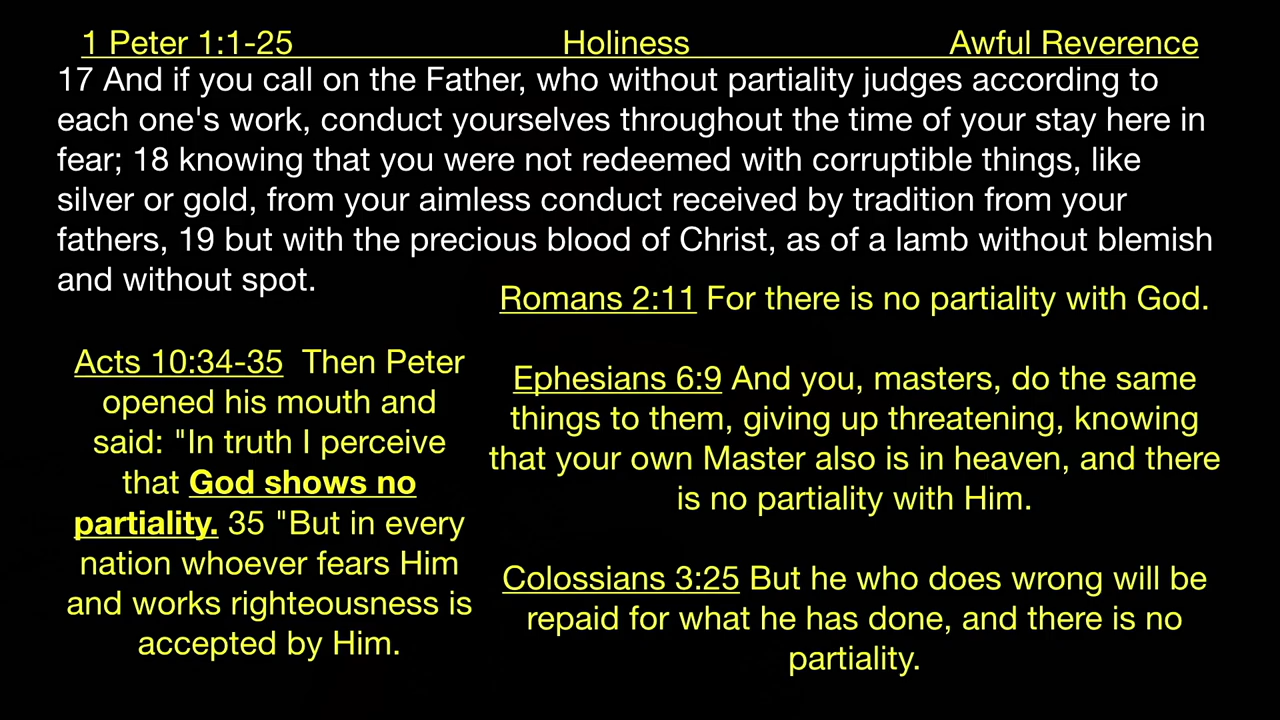 1 Peter 1:1-25 Holiness Awful Reverence
17 And if you call on the Father, who without partiality judges according to
each one's work, conduct yourselves throughout the time of your stay here in
fear; 18 knowing that you were not redeemed with corruptible things, like
silver or gold, from your aimless conduct received by tradition from your
fathers, 19 but with the precious blood of Christ, as of a lamb without blemish
and without spot.
Acts 10:34-35 Then Peter
opened his mouth and
said: "In truth I perceive
that God shows no
partiality. 35 "But in every
nation whoever fears Him
and works righteousness is
accepted by Him.
Romans 2:11 For there is no partiality with God.
Ephesians 6:9 And you, masters, do the same
things to them, giving up threatening, knowing
that your own Master also is in heaven, and there
is no partiality with Him.
Colossians 3:25 But he who does wrong will be
repaid for what he has done, and there is no
partiality.